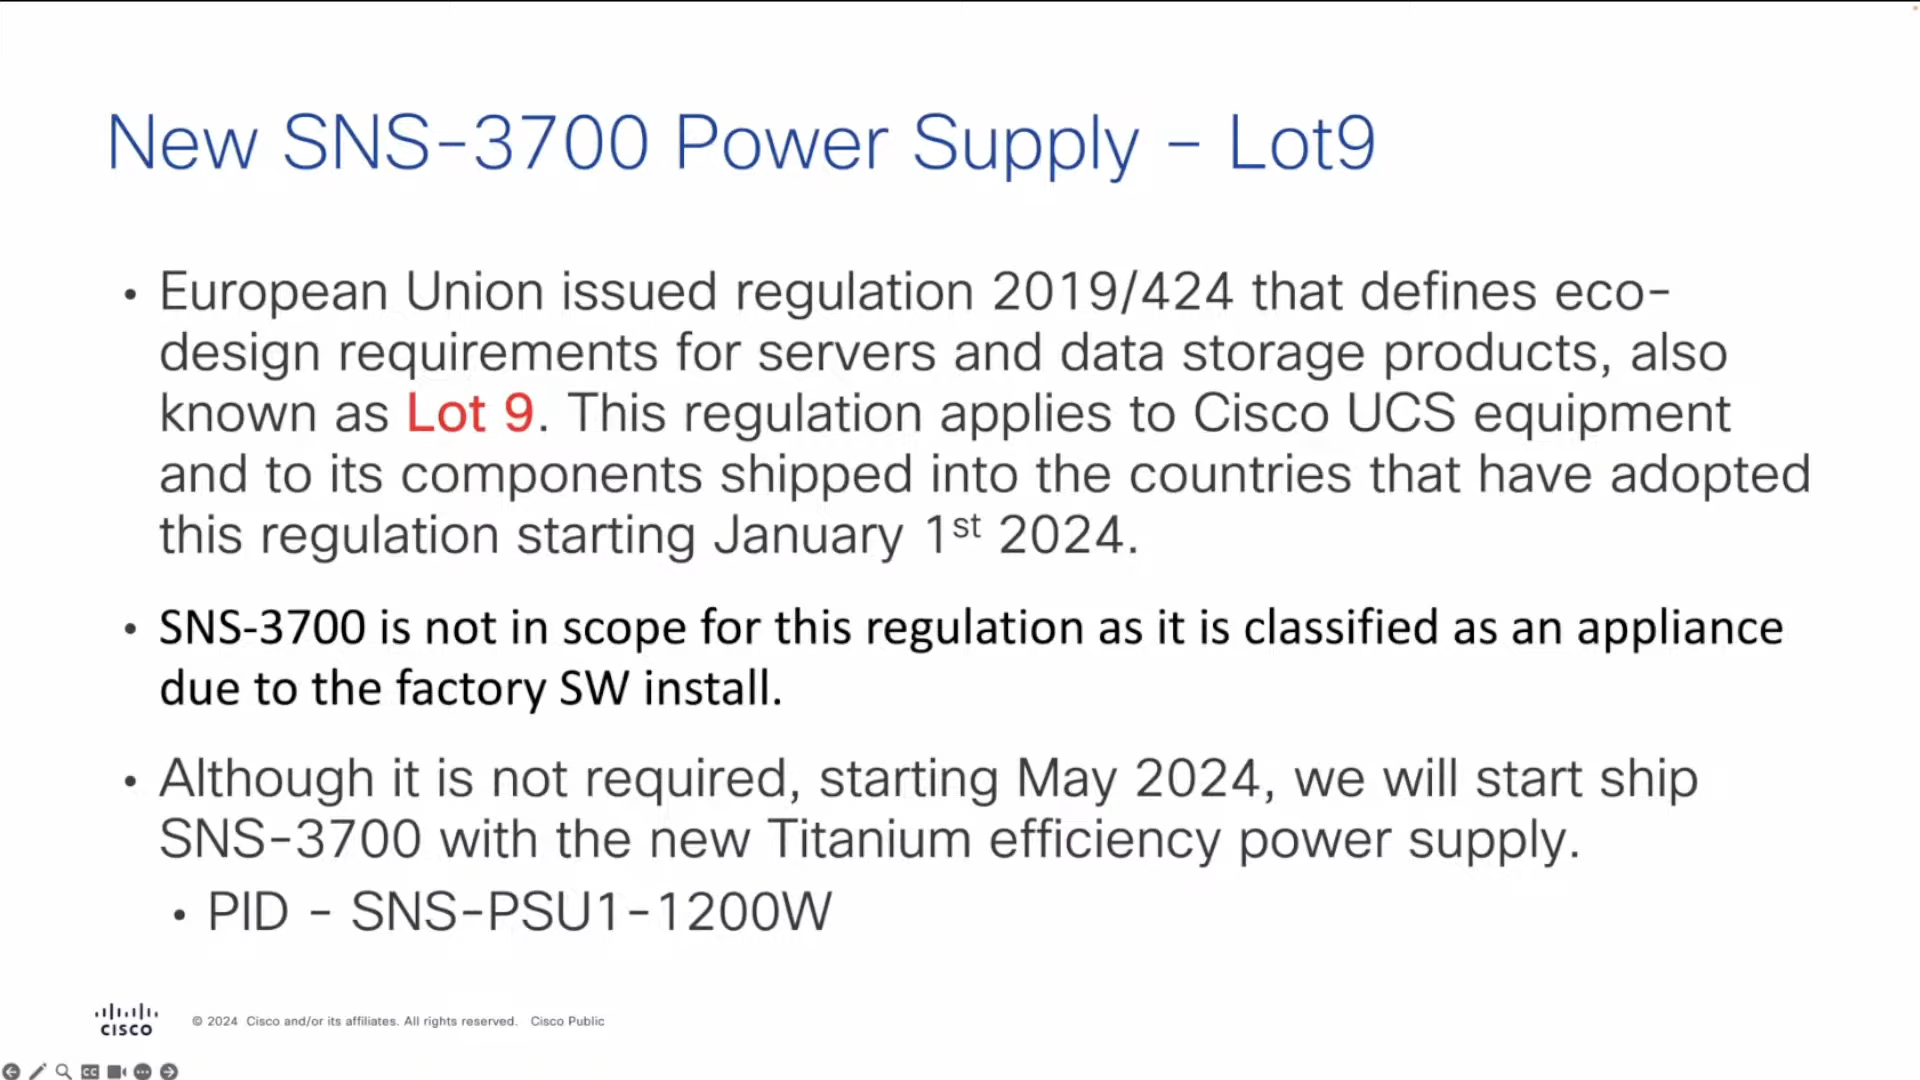 New SNS-3700 Power Supply - Lot9
• European Union issued regulation 2019/424 that defines eco-
design requirements for servers and data storage products, also
known as Lot 9. This regulation applies to Cisco UCS equipment
and to its components shipped into the countries that have adopted
this regulation starting January 1st 2024.
• SNS-3700 is not in scope for this regulation as it is classified as an appliance
due to the factory SW install.
• Although it is not required, starting May 2024, we will start ship
SNS-3700 with the new Titanium efficiency power supply.
• PID - SNS-PSU1-1200W
CISCO
© 2024 Cisco and/or its affiliates. All rights reserved. Cisco Public
CC